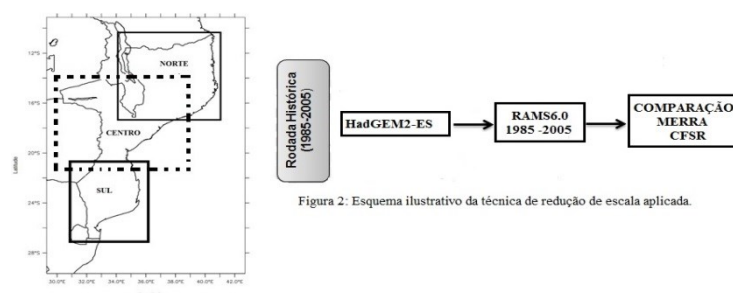 12°S
16°S
20°S
24°S
28°S
Latitude
30.0°E 32.0°E 34.0°E 36.0°E 38.0°E 40.0°E 42.0°E
NORTE
CENTRO
SUL
Rodada Histórica
(1985-2005)
HadGEM2-ES
RAMS6.0
1985 -2005
COMPARAÇÃO
MERRA
CFSR
Figura 2: Esquema ilustrativo da técnica de redução de escala aplicada.